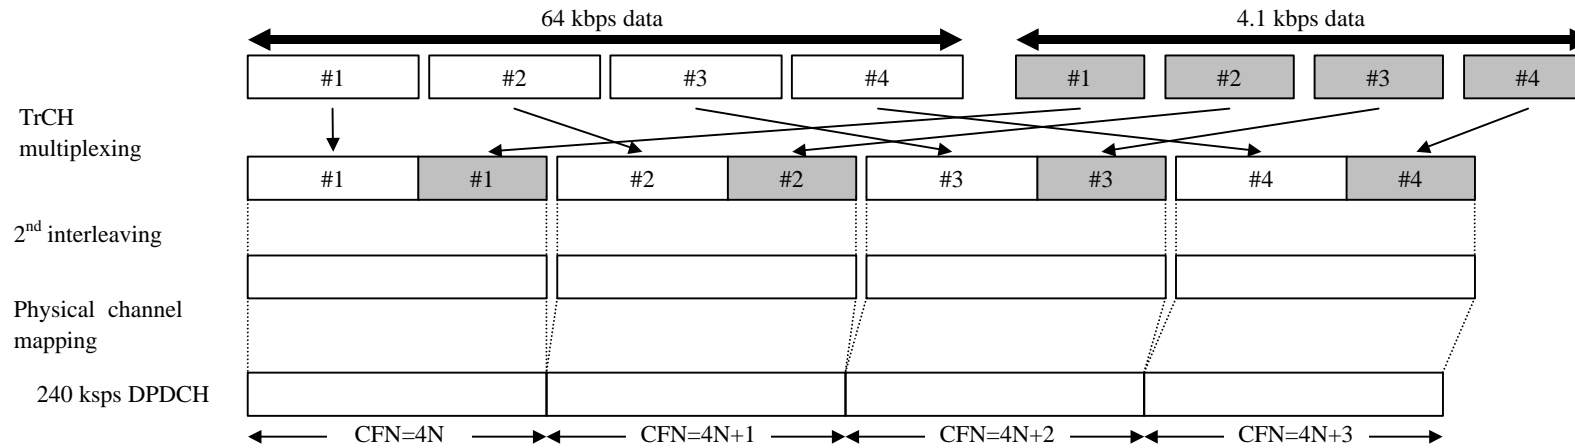 64 kbps data 4.1 kbps data
#1 #2 #3 #4 #1 #2 #3 #4
TrCH
multiplexing
#1 #1 #2 #2 #3 #3 #4 #4
2nd interleaving
Physical channel
mapping
240 ksps DPDCH
CFN=4N CFN=4N+1 CFN=4N+2 CFN=4N+3